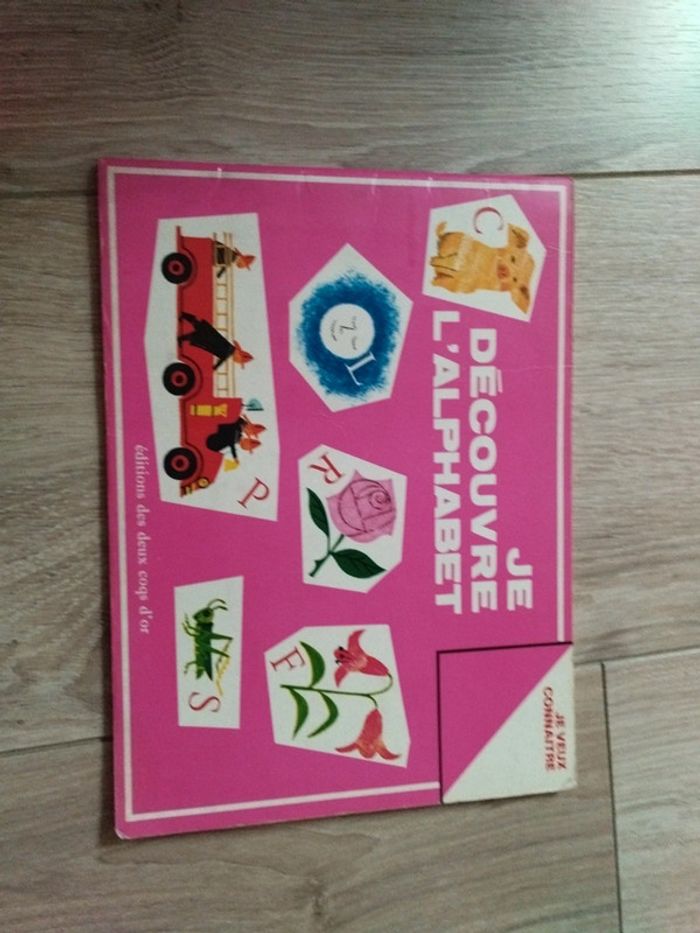 JE VEUX
CONNAITRE
JE
DÉCOUVRE
L'ALPHABET
C
L
R
F
P
S
éditions des deux coqs d'or